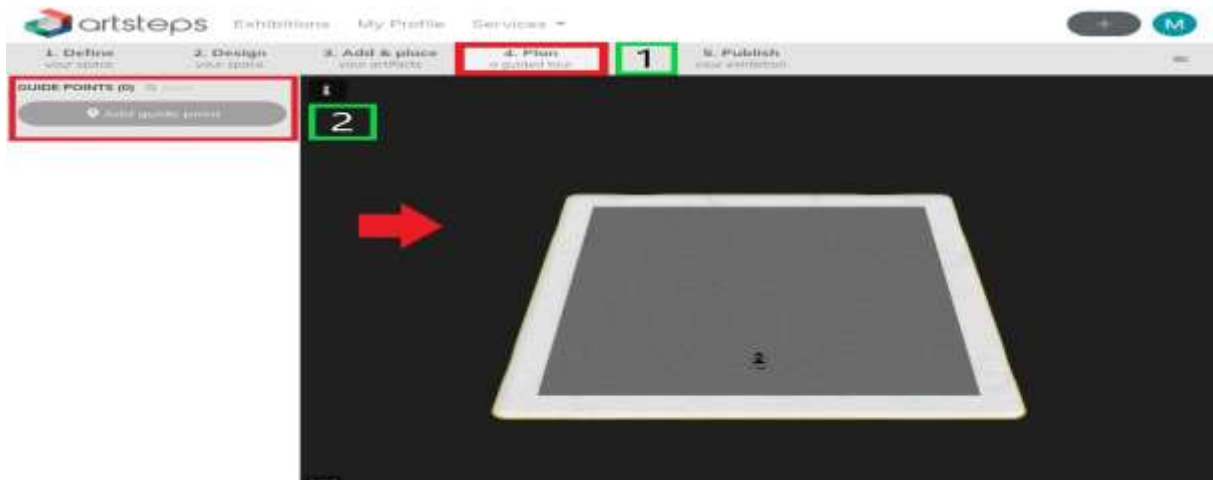 artsteps Exhibitions My Profile Services
+ M
1. Define 2. Design 3. Add & place 4. Plan 1 5. Publish
your space your space your artifacts a guided tour your exhibition
GUIDE POINTS (0)
Add guide point
2